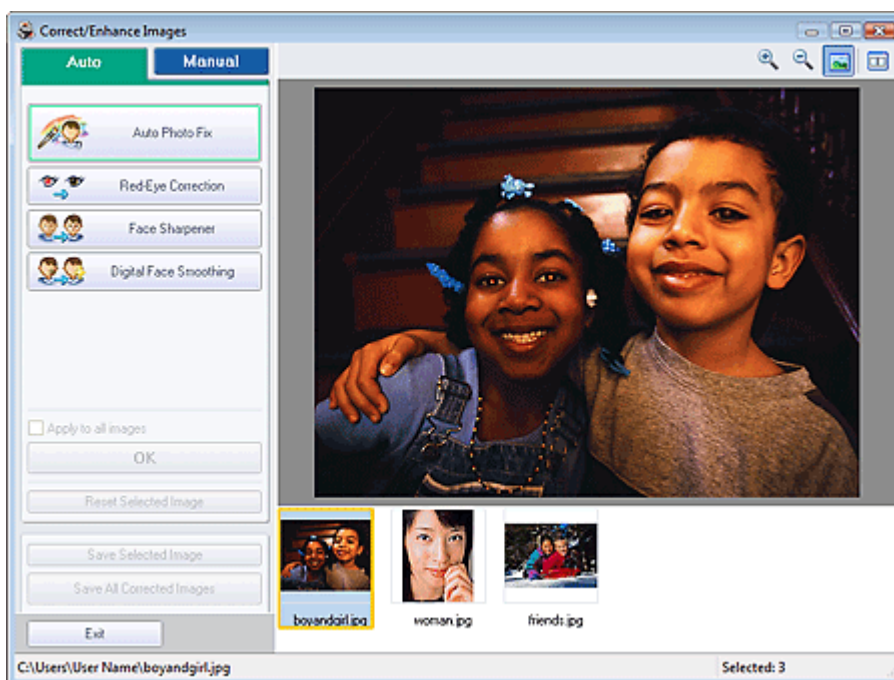 Correct/Enhance Images
Auto
Manual
Auto Photo Fix
Red-Eye Correction
Face Sharpener
Digital Face Smoothing
Apply to all images
OK
Reset Selected Image
Save Selected Image
Save All Corrected Images
Exit
boyandgirl.jpg
woman.jpg
friends.jpg
C:\Users\User Name\boyandgirl.jpg
Selected: 3